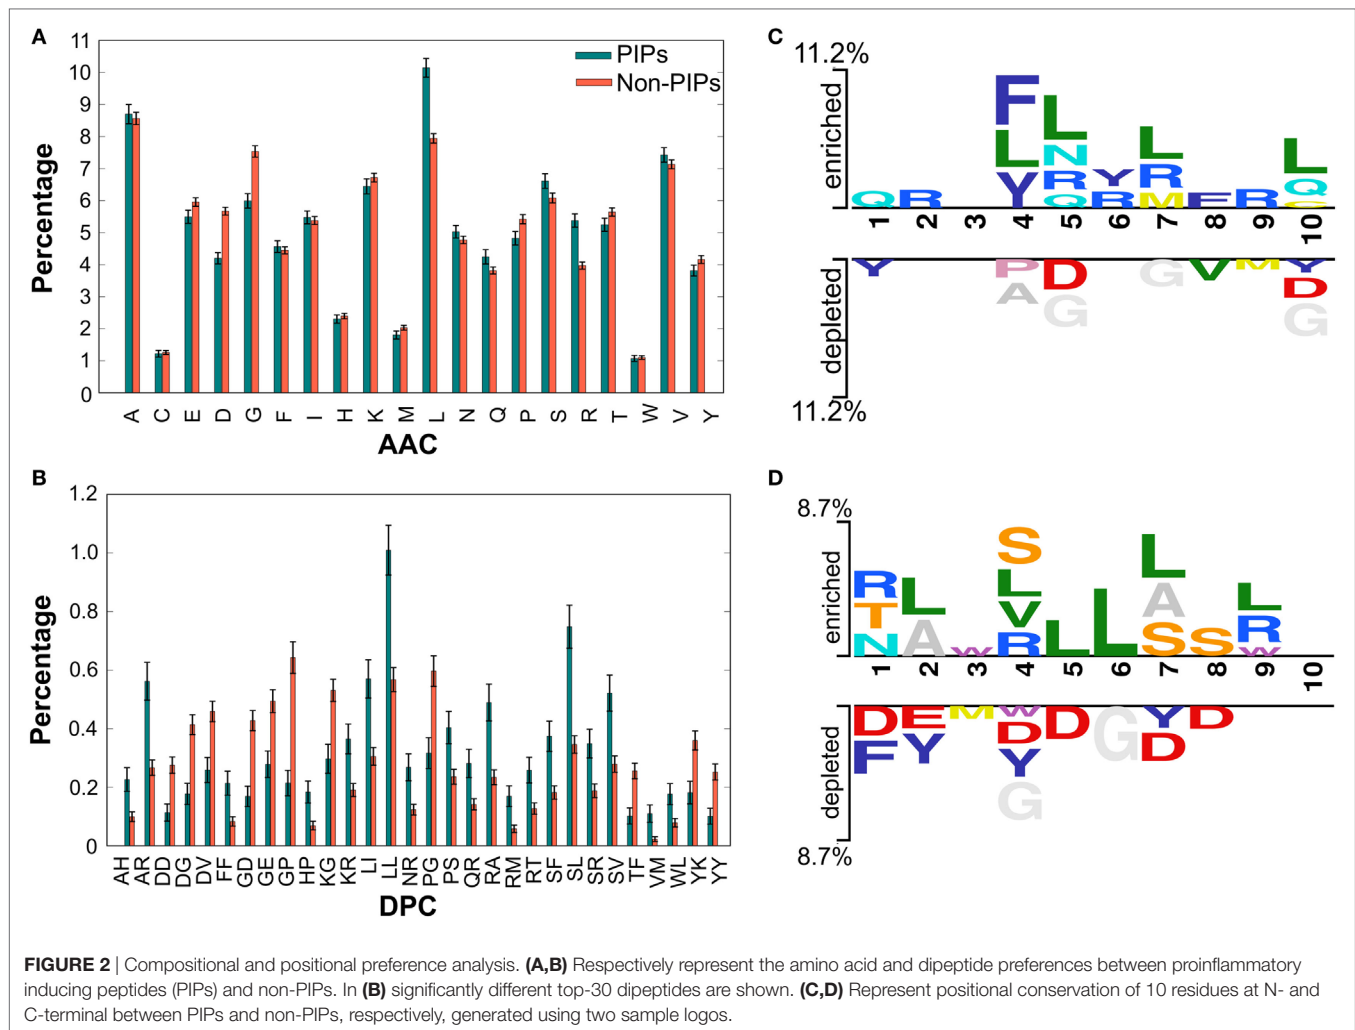 A
11
10
9
8
7
6
5
4
3
2
1
0
Percentage
PIPs
Non-PIPs
A C E D G F I H K M L N Q P S R T W V Y
AAC
B
1.2
1.0
0.8
0.6
0.4
0.2
0
Percentage
AH AR DD DG DV FF GD GE GP HP KG KR LI LL NR PG PS QR RA RM RT SF SL SR SV TF VM WL YK YY
DPC
C
11.2%
enriched
F L L L
L N Y R Q
Q R Y R R M F R C
Q
1 2 3 4 5 6 7 8 9 10
Y P D G V M Y
A G D
G
depleted
11.2%
D
8.7%
enriched
S L
R L L A L
T V L R
N A W R L S S W
1 2 3 4 5 6 7 8 9 10
D E M W D G Y D
F Y D D
Y
G
depleted
8.7%
FIGURE 2 | Compositional and positional preference analysis. (A,B) Respectively represent the amino acid and dipeptide preferences between proinflammatory
inducing peptides (PIPs) and non-PIPs. In (B) significantly different top-30 dipeptides are shown. (C,D) Represent positional conservation of 10 residues at N- and
C-terminal between PIPs and non-PIPs, respectively, generated using two sample logos.